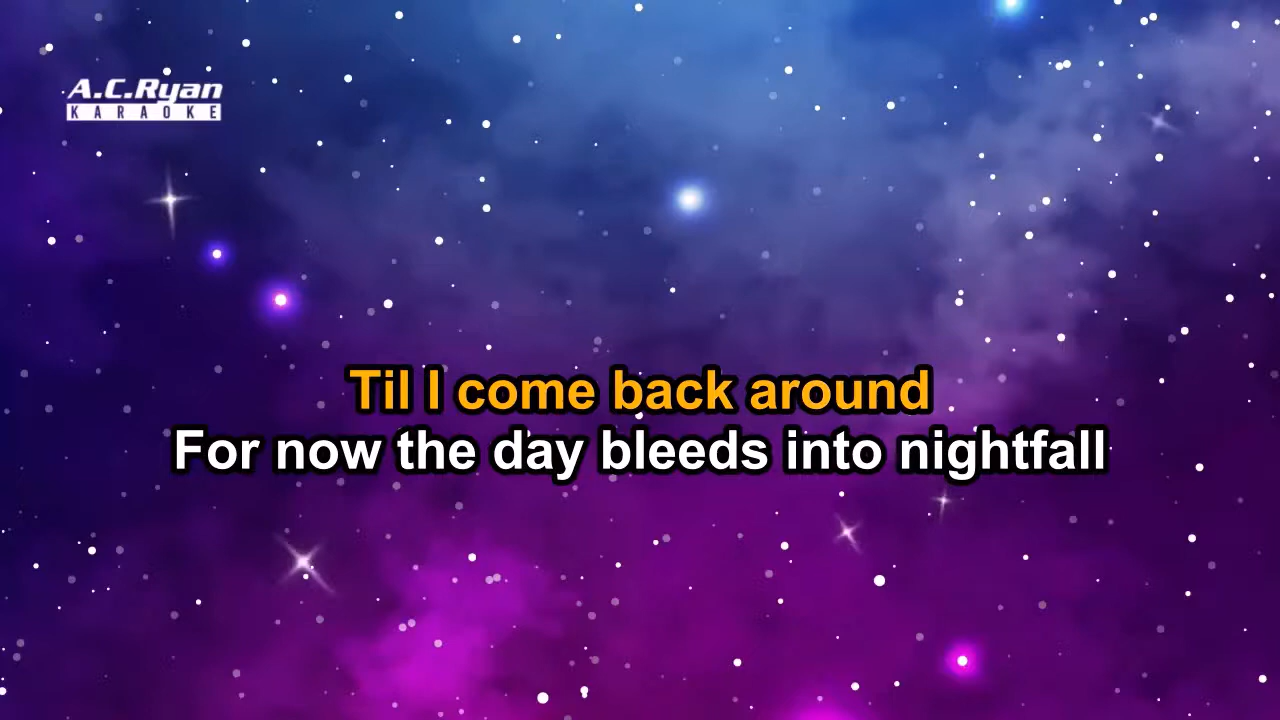 A.C.Ryan
KARAOKE
Til I come back around
For now the day bleeds into nightfall